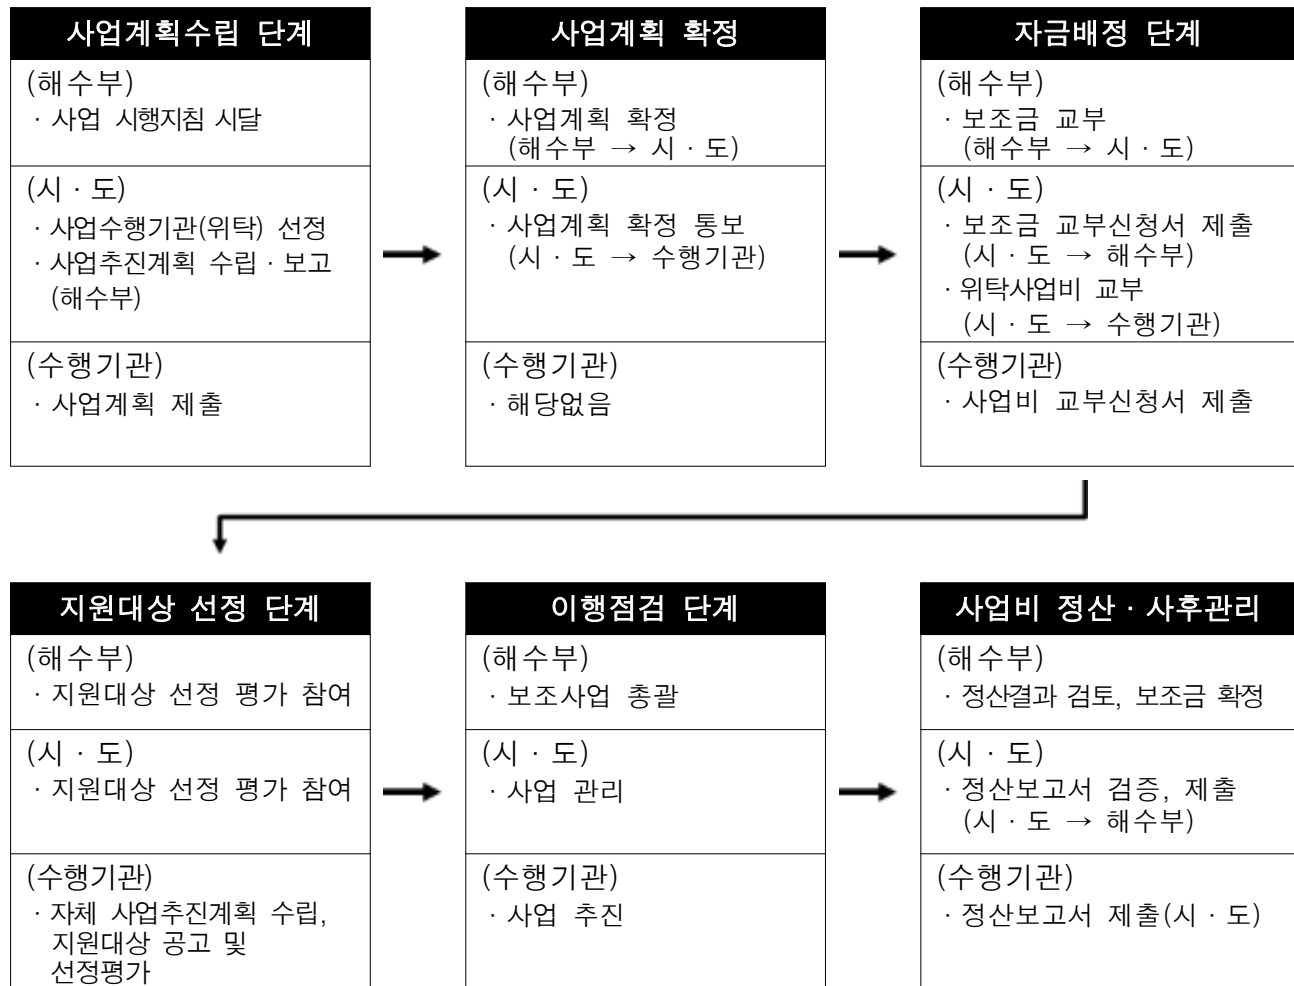 사업계획수립 단계
(해수부)
· 사업 시행지침 시달
(시 · 도)
· 사업수행기관(위탁) 선정
· 사업추진계획 수립 · 보고
(해수부)
(수행기관)
· 사업계획 제출
사업계획 확정
(해수부)
· 사업계획 확정
(해수부 → 시 · 도)
(시 · 도)
· 사업계획 확정 통보
(시 · 도 → 수행기관)
(수행기관)
· 해당없음
자금배정 단계
(해수부)
· 보조금 교부
(해수부 → 시 · 도)
(시 · 도)
· 보조금 교부신청서 제출
(시 · 도 → 해수부)
· 위탁사업비 교부
(시 · 도 → 수행기관)
(수행기관)
· 사업비 교부신청서 제출
지원대상 선정 단계
(해수부)
· 지원대상 선정 평가 참여
(시 · 도)
· 지원대상 선정 평가 참여
(수행기관)
· 자체 사업추진계획 수립,
지원대상 공고 및
선정평가
이행점검 단계
(해수부)
· 보조사업 총괄
(시 · 도)
· 사업 관리
(수행기관)
· 사업 추진
사업비 정산 · 사후관리
(해수부)
· 정산결과 검토, 보조금 확정
(시 · 도)
· 정산보고서 검증, 제출
(시 · 도 → 해수부)
(수행기관)
· 정산보고서 제출(시 · 도)